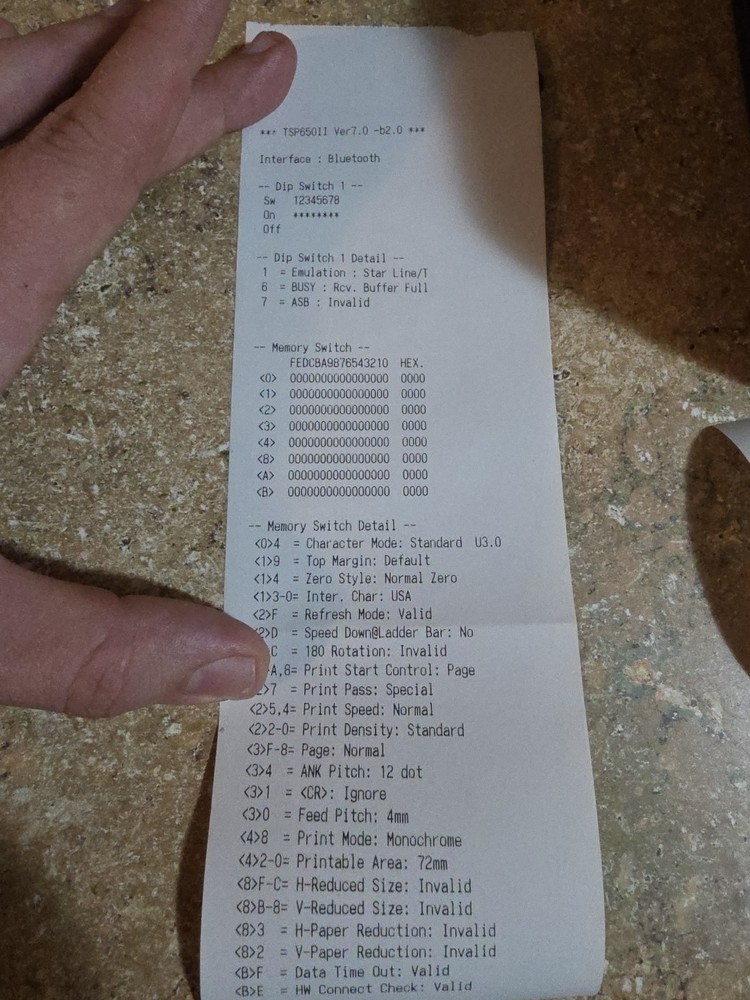 *** TSP650II Ver7.0 -b2.0 ***
Interface : Bluetooth
-- Dip Switch 1 --
Sw 12345678
On ********
Off
-- Dip Switch 1 Detail --
1 = Emulation : Star Line/T
6 = BUSY : Rcv. Buffer Full
7 = ASB : Invalid
-- Memory Switch --
FEDCBA9876543210 HEX.
<0> 0000000000000000 0000
<1> 0000000000000000 0000
<2> 0000000000000000 0000
<3> 0000000000000000 0000
<4> 0000000000000000 0000
<8> 0000000000000000 0000
<A> 0000000000000000 0000
<B> 0000000000000000 0000
-- Memory Switch Detail --
<0>4 = Character Mode: Standard U3.0
<1>9 = Top Margin: Default
<1>4 = Zero Style: Normal Zero
<1>3-0= Inter. Char: USA
<2>F = Refresh Mode: Valid
<2>D = Speed Down@Ladder Bar: No
C = 180 Rotation: Invalid
A,8= Print Start Control: Page
>7 = Print Pass: Special
<2>5,4= Print Speed: Normal
<2>2-0= Print Density: Standard
<3>F-8= Page: Normal
<3>4 = ANK Pitch: 12 dot
<3>1 = <CR>: Ignore
<3>0 = Feed Pitch: 4mm
<4>8 = Print Mode: Monochrome
<4>2-0= Printable Area: 72mm
<8>F-C= H-Reduced Size: Invalid
<8>B-8= V-Reduced Size: Invalid
<8>3 = H-Paper Reduction: Invalid
<8>2 = V-Paper Reduction: Invalid
<B>F = Data Time Out: Valid
<B>E = HW Connect Check: Valid